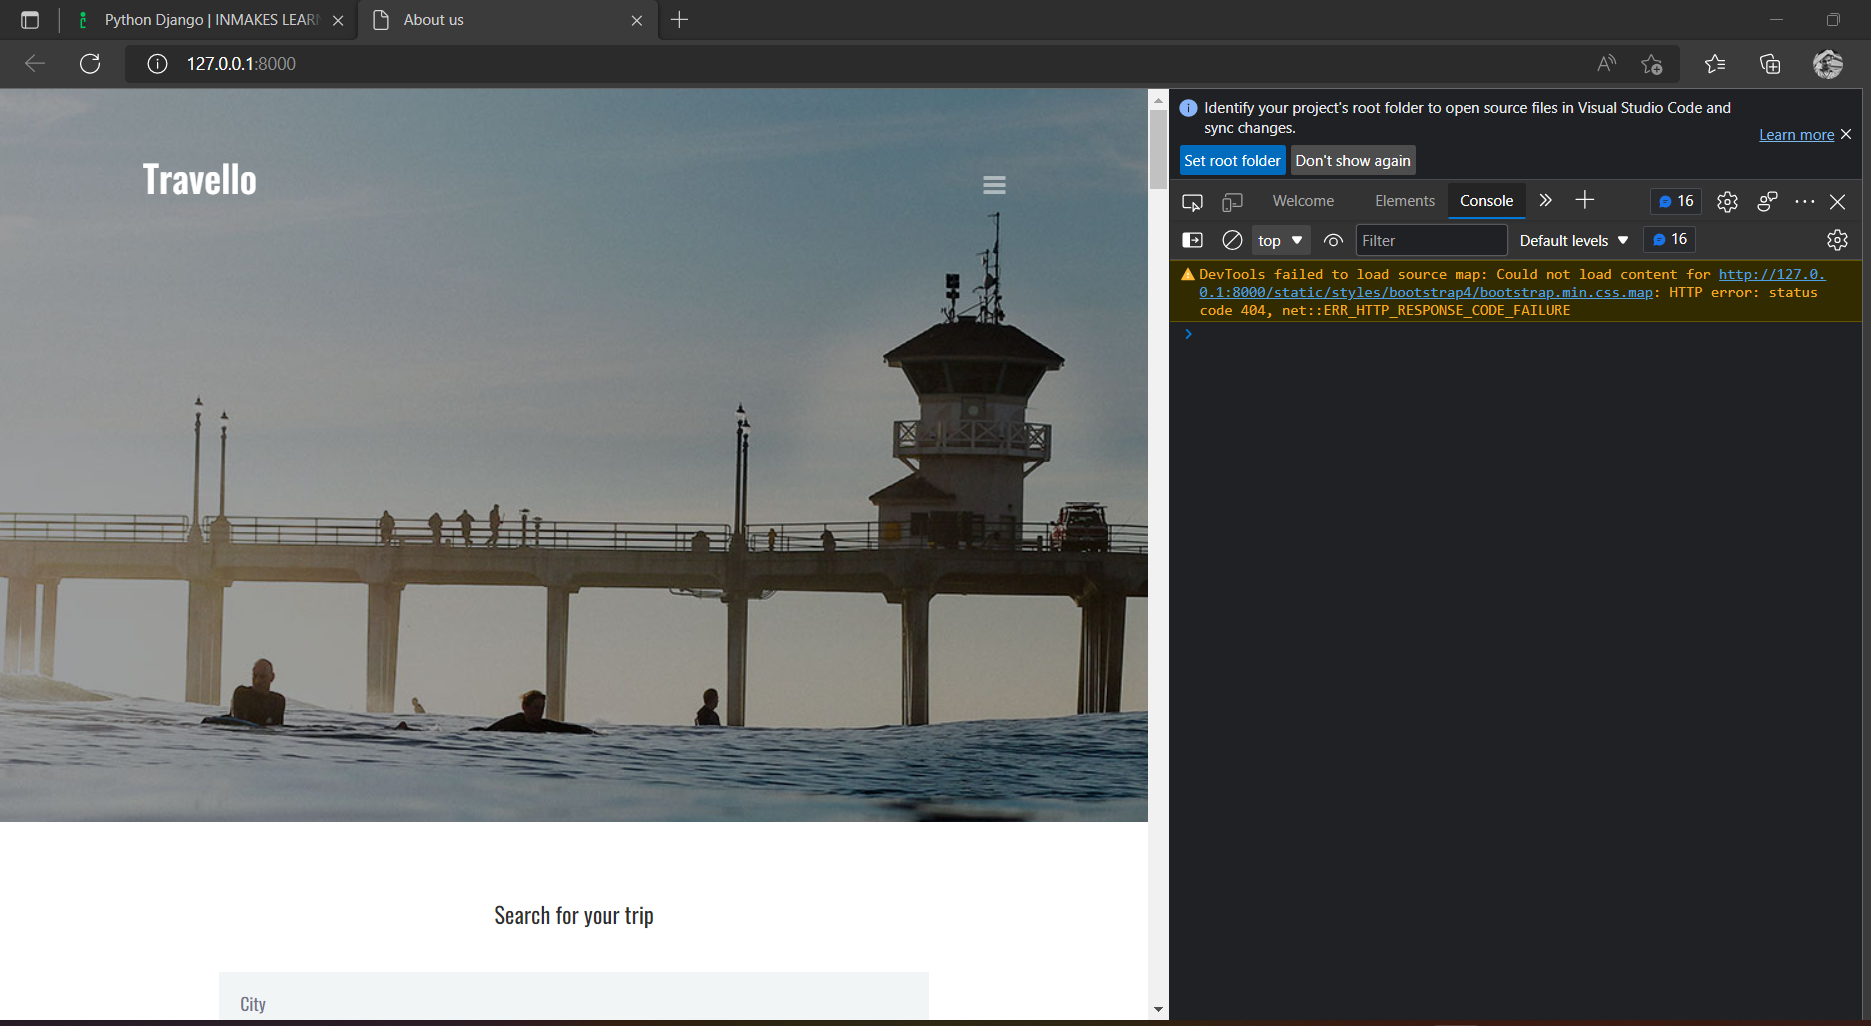 Python Django | INMAKES LEAR
About us
127.0.0.1:8000
Travello
Search for your trip
City
Identify your project's root folder to open source files in Visual Studio Code and
sync changes.
Learn more
Set root folder
Don't show again
Welcome
Elements
Console
16
top
Filter
Default levels
16
DevTools failed to load source map: Could not load content for http://127.0.
0.1:8000/static/styles/bootstrap4/bootstrap.min.css.map: HTTP error: status
code 404, net::ERR_HTTP_RESPONSE_CODE_FAILURE